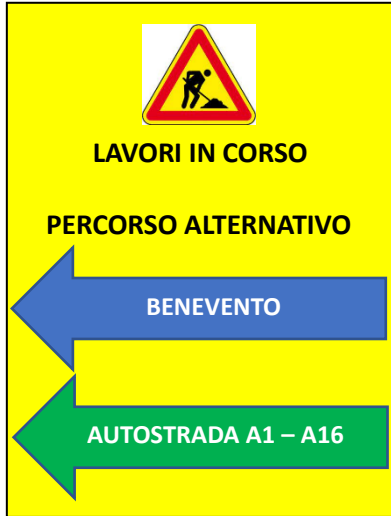 LAVORI IN CORSO
PERCORSO ALTERNATIVO
BENEVENTO
AUTOSTRADA A1 – A16